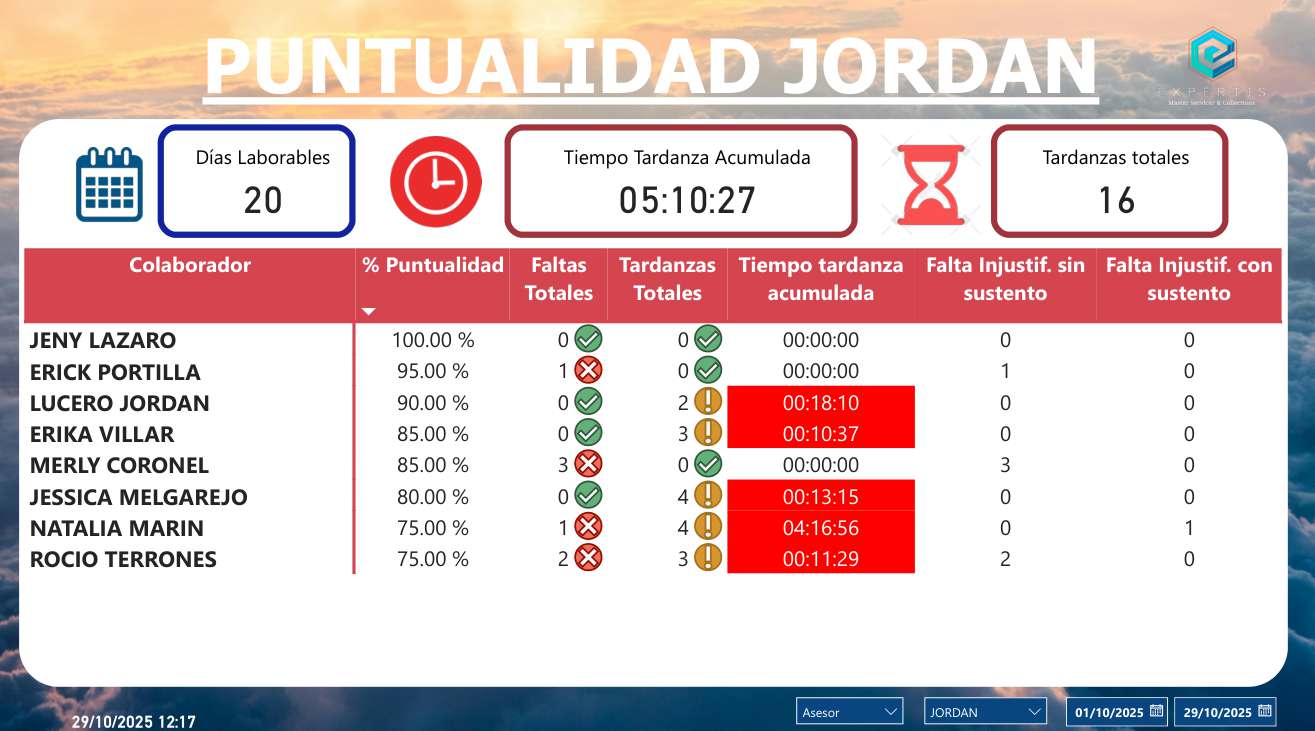 PUNTUALIDAD JORDAN
EXPERTIS
Master Servicer & Collections
Días Laborables
20
Tiempo Tardanza Acumulada
05:10:27
Tardanzas totales
16
Colaborador % Puntualidad Faltas Totales Tardanzas Totales Tiempo tardanza acumulada Falta Injustif. sin sustento Falta Injustif. con sustento
JENY LAZARO 100.00 % 0 0 00:00:00 0 0
ERICK PORTILLA 95.00 % 1 0 00:00:00 1 0
LUCERO JORDAN 90.00 % 0 2 00:18:10 0 0
ERIKA VILLAR 85.00 % 0 3 00:10:37 0 0
MERLY CORONEL 85.00 % 3 0 00:00:00 3 0
JESSICA MELGAREJO 80.00 % 0 4 00:13:15 0 0
NATALIA MARIN 75.00 % 1 4 04:16:56 0 1
ROCIO TERRONES 75.00 % 2 3 00:11:29 2 0
29/10/2025 12:17
Asesor
JORDAN
01/10/2025
29/10/2025